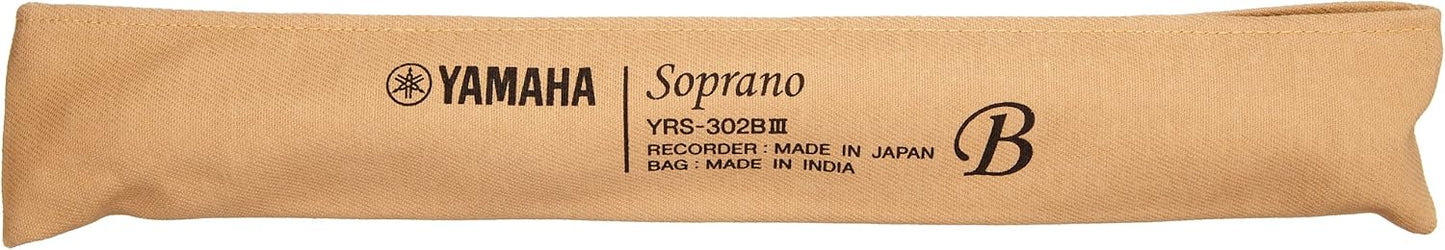 YAMAHA
Soprano
YRS-302BⅢ
RECORDER : MADE IN JAPAN
BAG : MADE IN INDIA
B